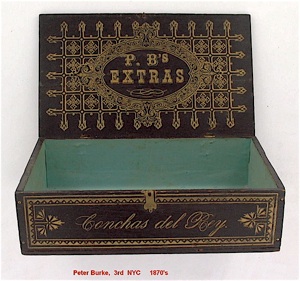 P. B's
EXTRAS
Conchas del Rey.
Peter Burke, 3rd NYC 1870's